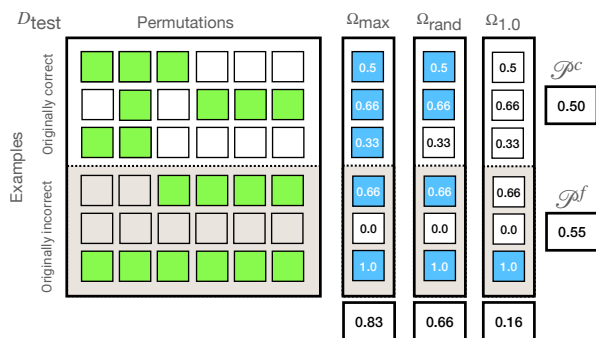 D_test Permutations Ω_max Ω_rand Ω_1.0
Examples
Originally correct
Originally incorrect
0.5 0.5 0.5
0.66 0.66 0.66
0.33 0.33 0.33
0.66 0.66 0.66
0.0 0.0 0.0
1.0 1.0 1.0
𝒫^c
0.50
𝒫^f
0.55
0.83 0.66 0.16